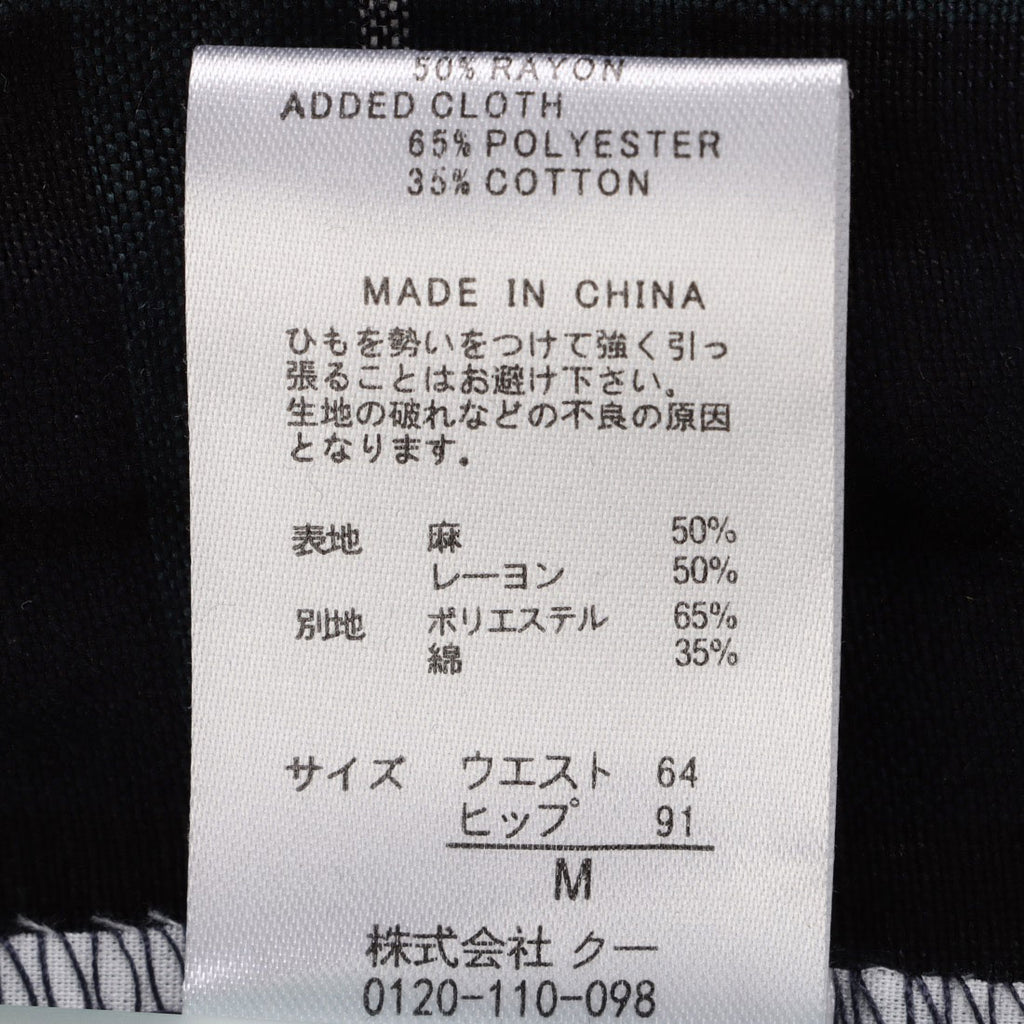 50% RAYON
ADDED CLOTH
65% POLYESTER
35% COTTON
MADE IN CHINA
ひもを勢いをつけて強く引っ
張ることはお避け下さい。
生地の破れなどの不良の原因
となります。
表地 麻 50%
レーヨン 50%
別地 ポリエステル 65%
綿 35%
サイズ ウエスト 64
ヒップ 91
M
株式会社 クー
0120-110-098